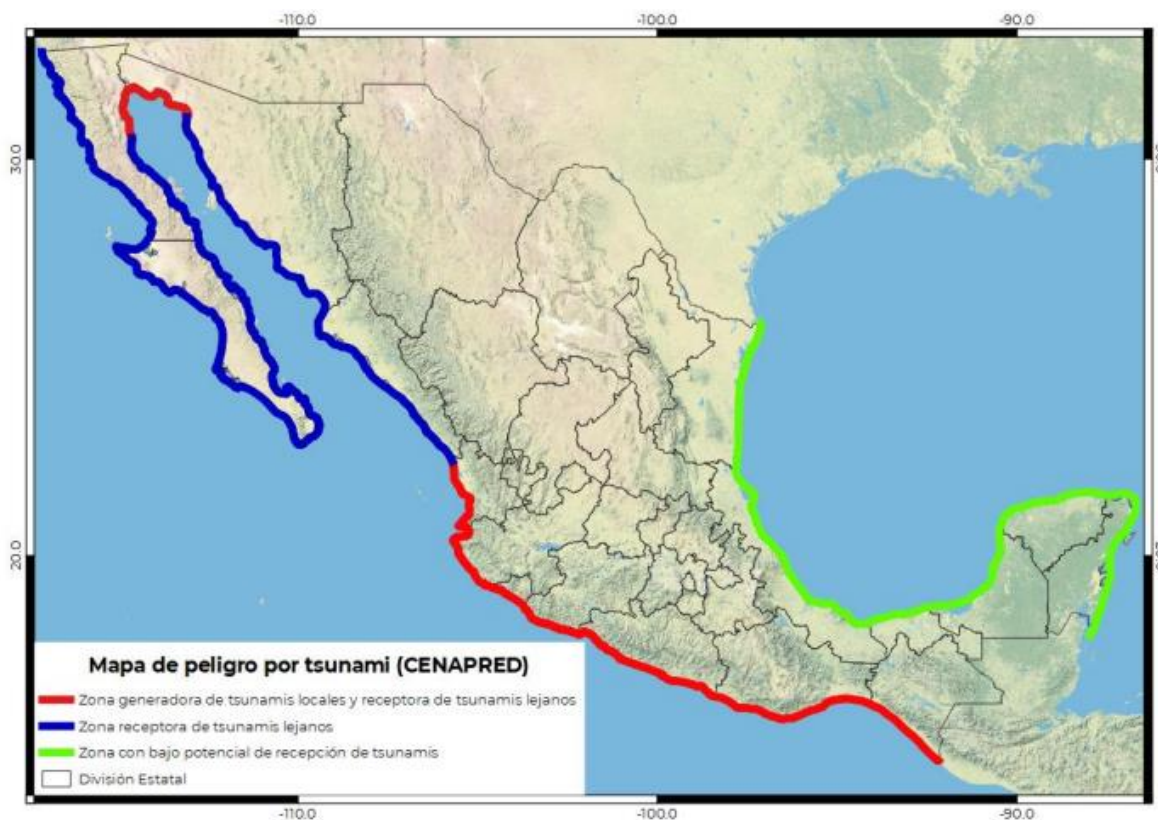 -110.0
-100.0
-90.0
30.0
20.0
Mapa de peligro por tsunami (CENAPRED)
Zona generadora de tsunamis locales y receptora de tsunamis lejanos
Zona receptora de tsunamis lejanos
Zona con bajo potencial de recepción de tsunamis
División Estatal
-110.0
-100.0
-90.0